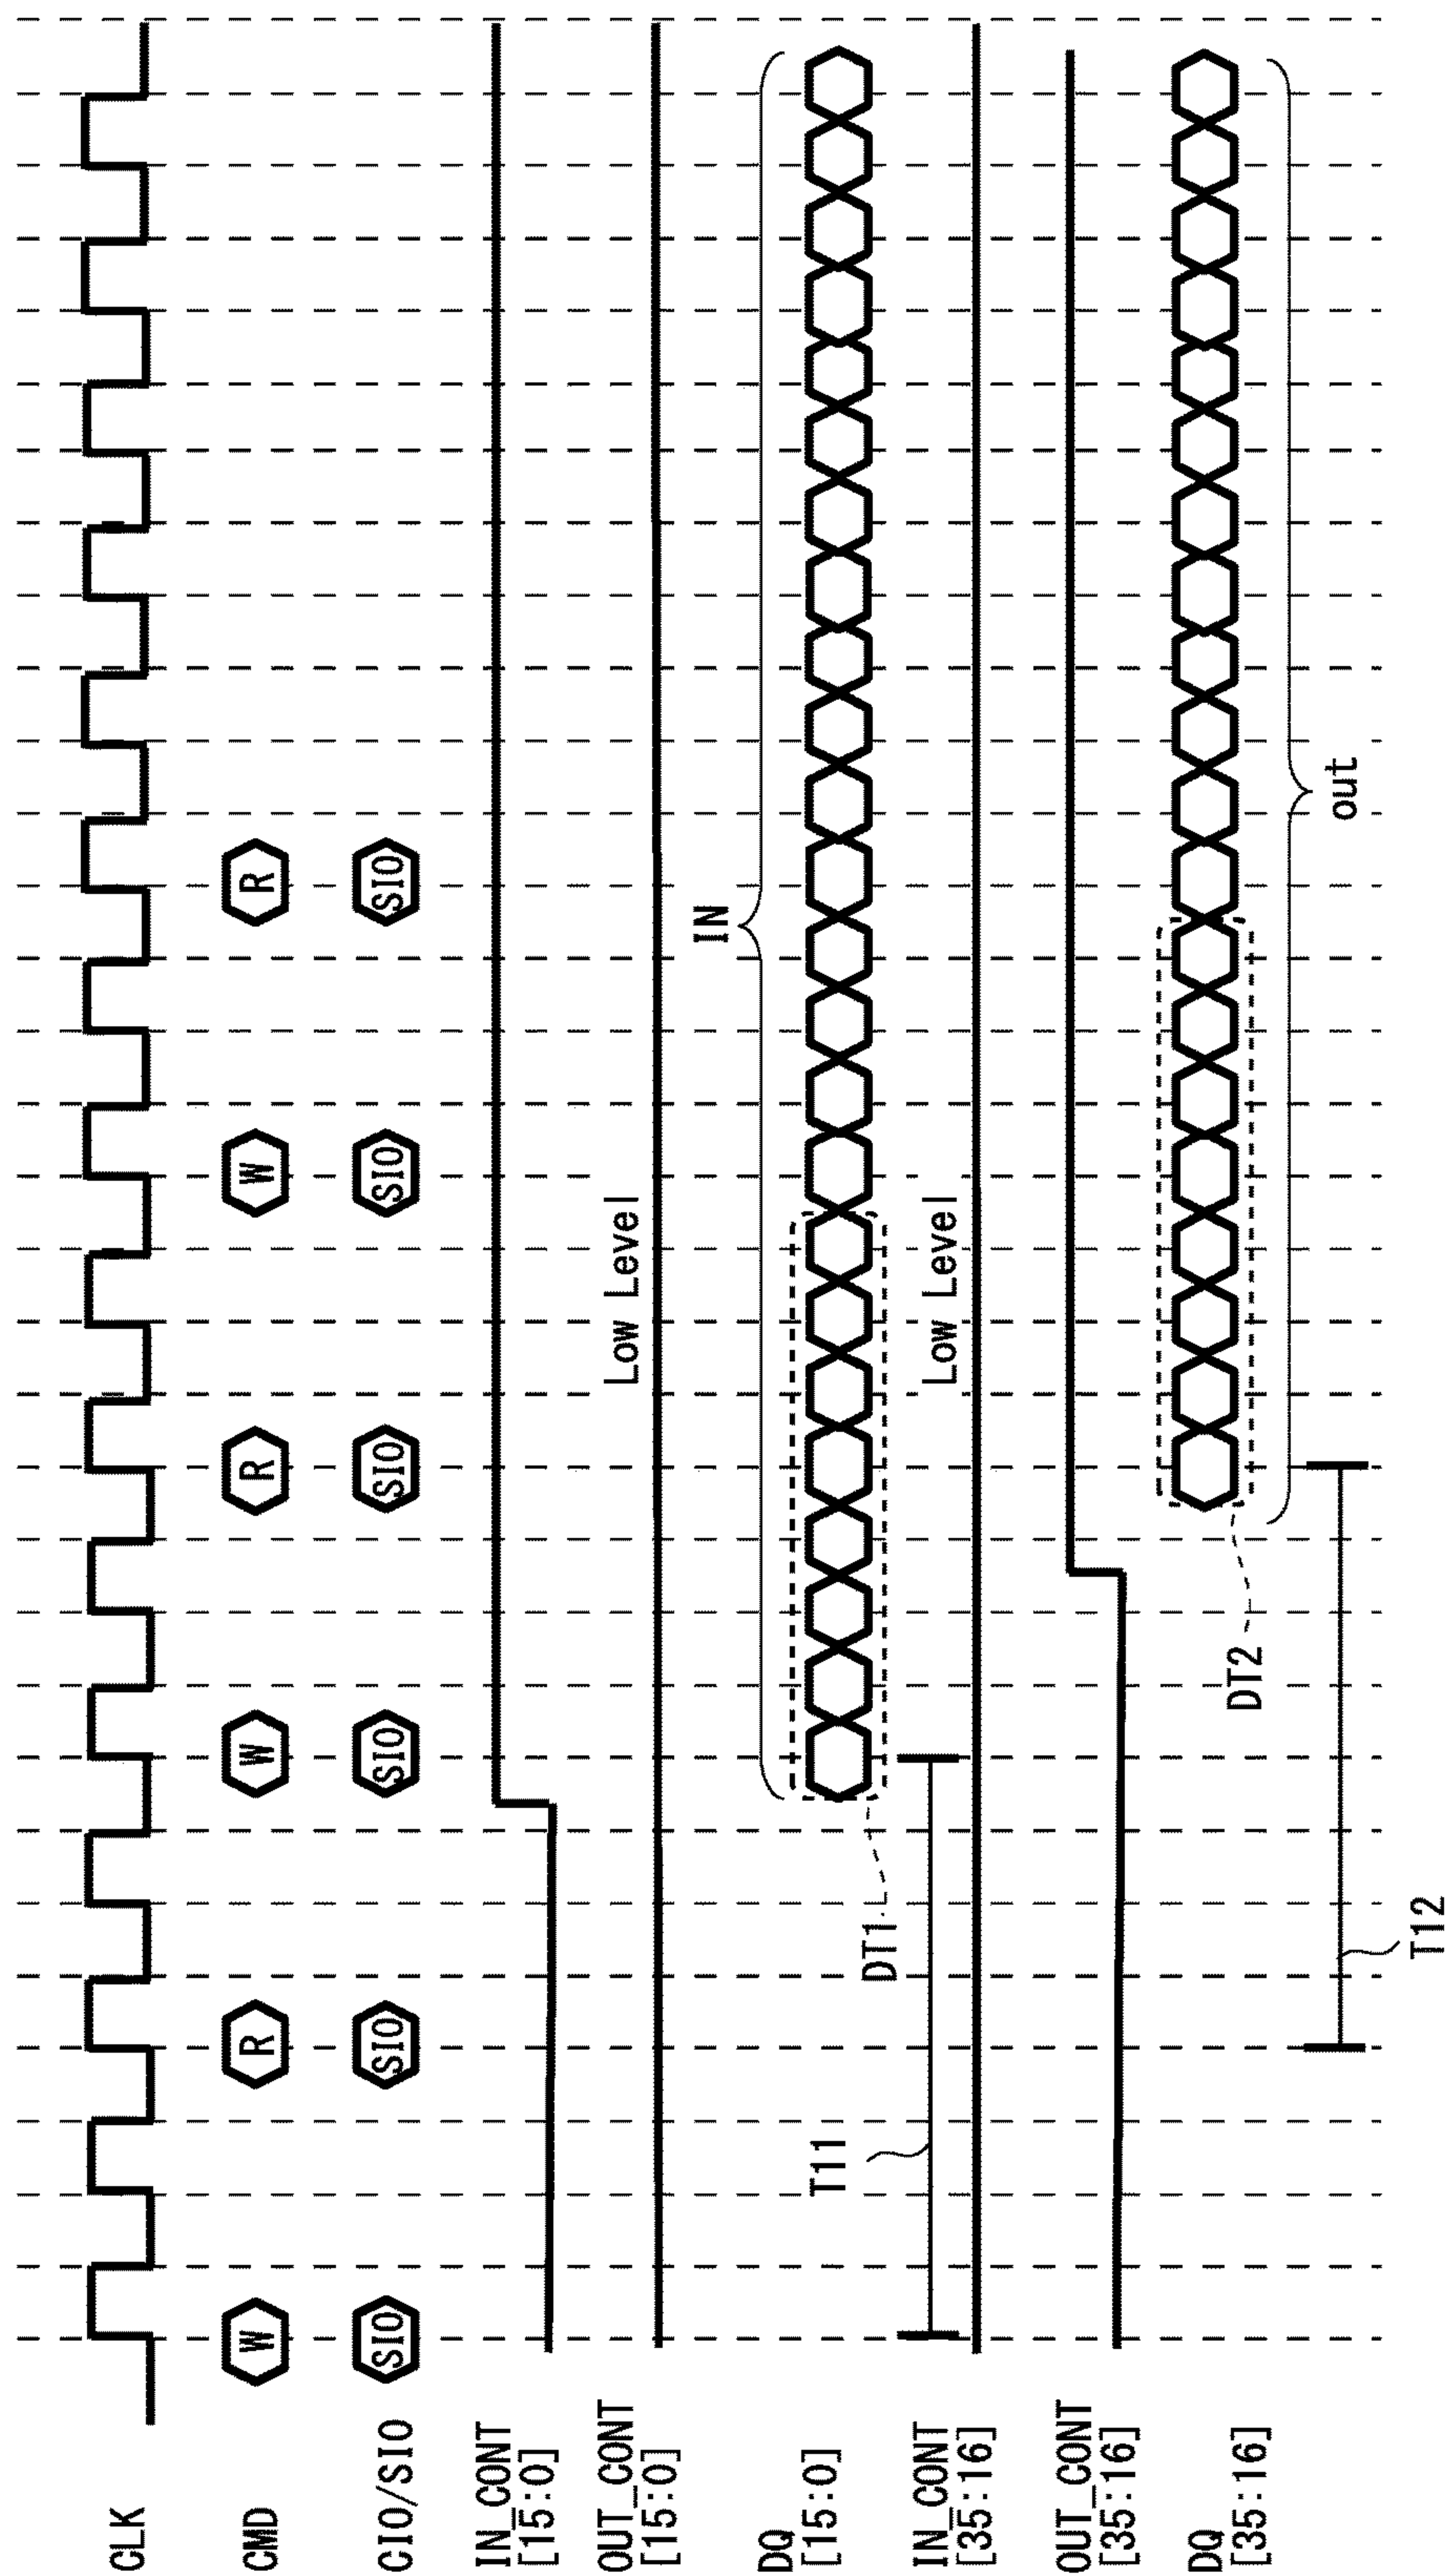 CLK
CMD
W
R
W
R
W
R
CIO/SIO
SIO
SIO
SIO
SIO
SIO
SIO
IN_CONT
[15:0]
OUT_CONT
[15:0]
Low Level
IN
DQ
[15:0]
DT1
T11
IN_CONT
[35:16]
Low Level
OUT_CONT
[35:16]
DQ
[35:16]
DT2
out
T12